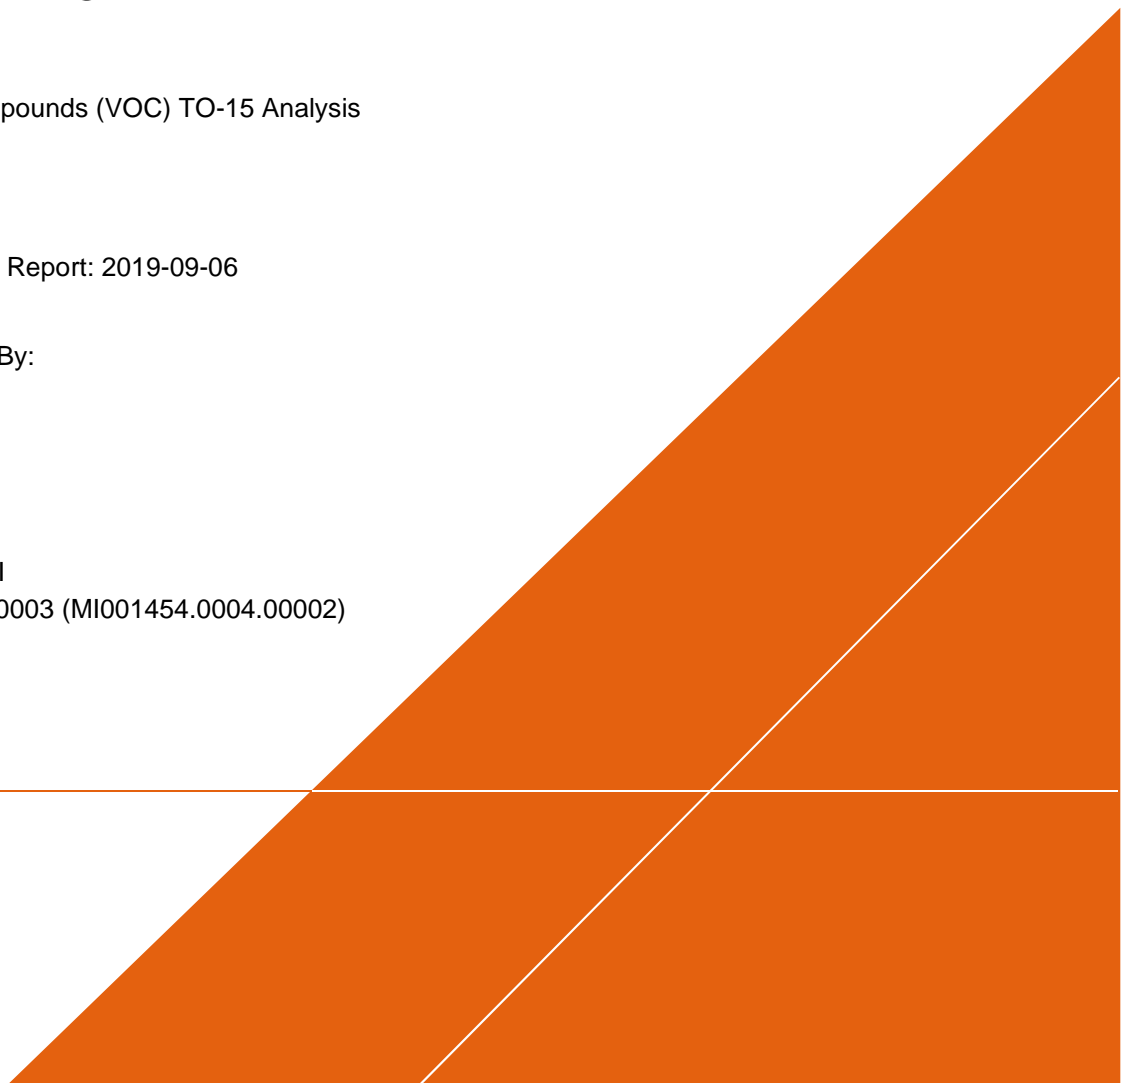 pounds (VOC) TO-15 Analysis
Report: 2019-09-06
By:
0003 (MI001454.0004.00002)